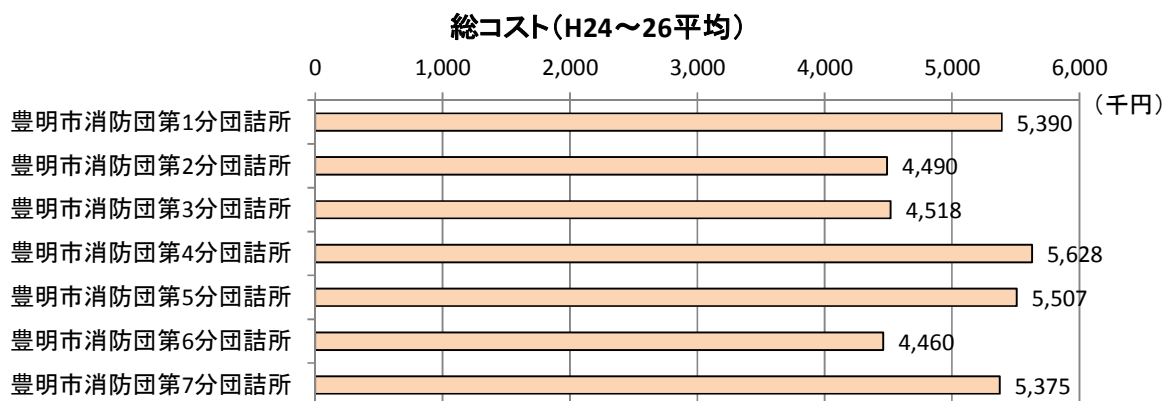 総コスト(H24～26平均)
0 1,000 2,000 3,000 4,000 5,000 6,000
(千円)
豊明市消防団第1分団詰所 5,390
豊明市消防団第2分団詰所 4,490
豊明市消防団第3分団詰所 4,518
豊明市消防団第4分団詰所 5,628
豊明市消防団第5分団詰所 5,507
豊明市消防団第6分団詰所 4,460
豊明市消防団第7分団詰所 5,375